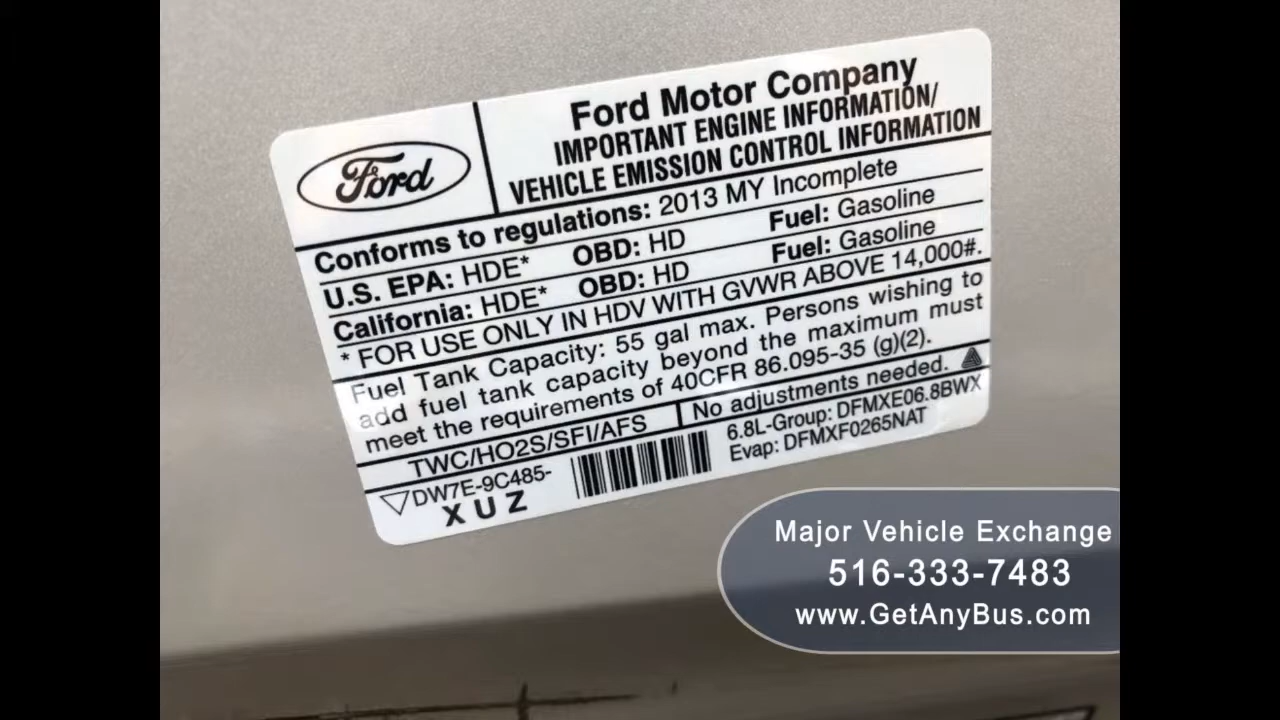 Ford
Ford Motor Company
IMPORTANT ENGINE INFORMATION/
VEHICLE EMISSION CONTROL INFORMATION
Conforms to regulations: 2013 MY Incomplete
U.S. EPA: HDE* OBD: HD Fuel: Gasoline
California: HDE* OBD: HD Fuel: Gasoline
* FOR USE ONLY IN HDV WITH GVWR ABOVE 14,000#.
Fuel Tank Capacity: 55 gal max. Persons wishing to
add fuel tank capacity beyond the maximum must
meet the requirements of 40CFR 86.095-35 (g)(2).
TWC/HO2S/SFI/AFS No adjustments needed.
DW7E-9C485-
X U Z
6.8L-Group: DFMXE06.8BWX
Evap: DFMXF0265NAT
Major Vehicle Exchange
516-333-7483
www.GetAnyBus.com